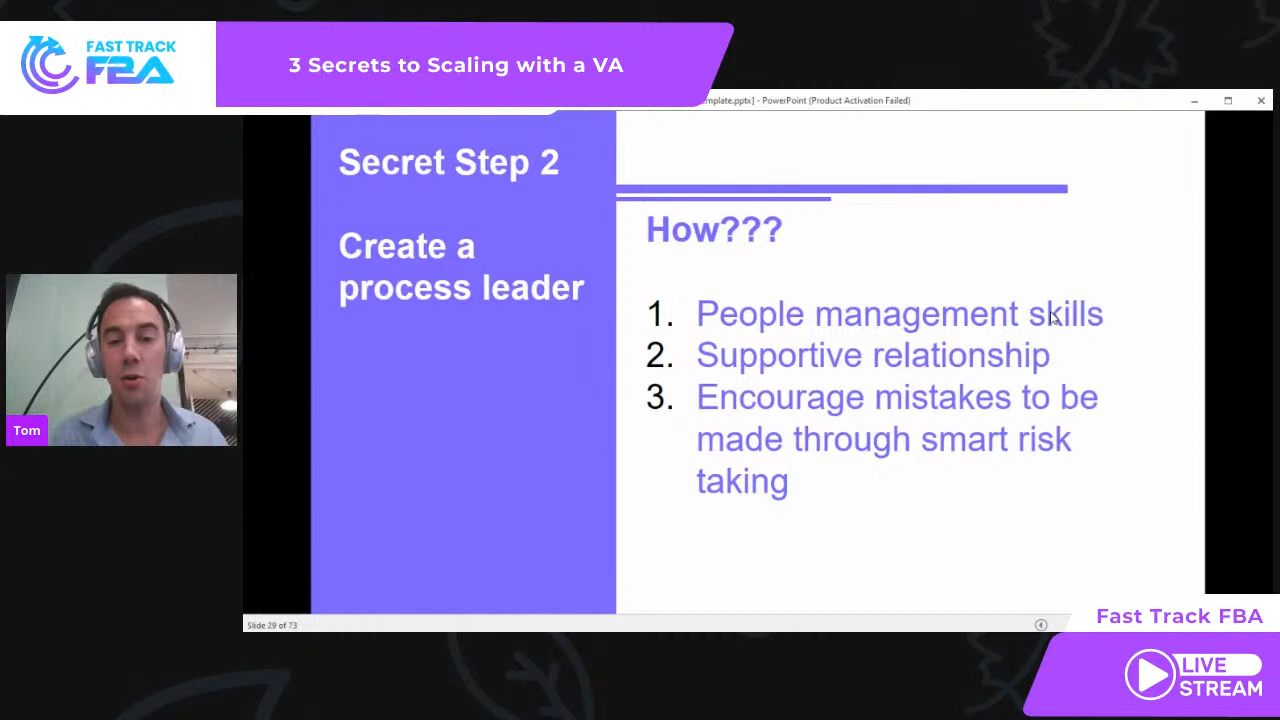 FAST TRACK
FBA
3 Secrets to Scaling with a VA
emplate.pptx] - PowerPoint (Product Activation Failed)
Secret Step 2
Create a
process leader
How???
1. People management skills
2. Supportive relationship
3. Encourage mistakes to be
made through smart risk
taking
Tom
Slide 29 of 73
Fast Track FBA
LIVE
STREAM